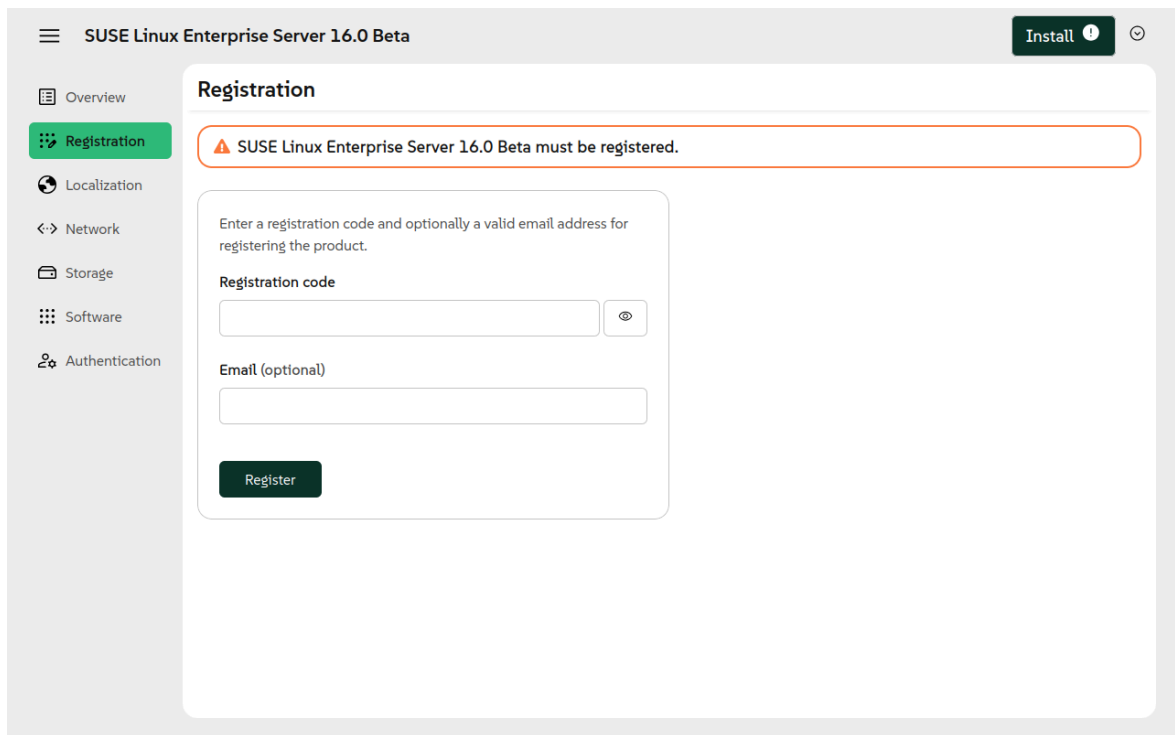 SUSE Linux Enterprise Server 16.0 Beta
Install
Overview
Registration
Localization
Network
Storage
Software
Authentication
Registration
SUSE Linux Enterprise Server 16.0 Beta must be registered.
Enter a registration code and optionally a valid email address for
registering the product.
Registration code
Email (optional)
Register